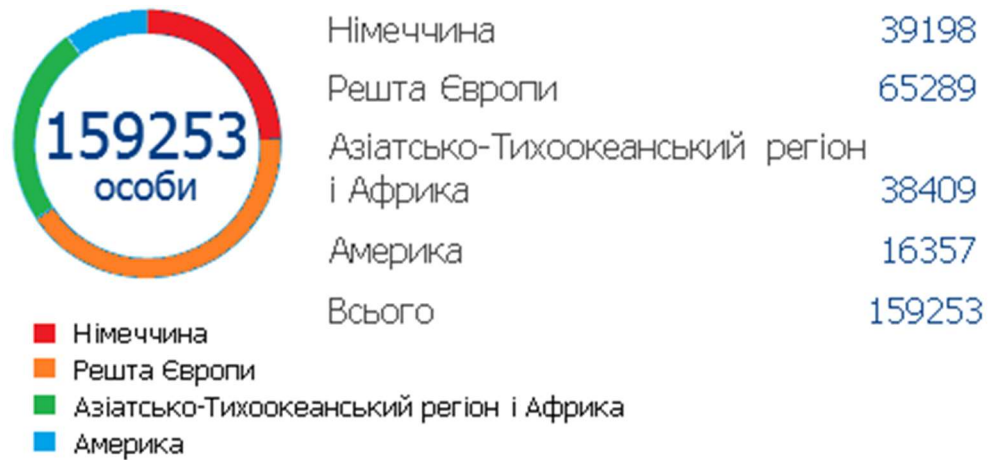 159253
особи
Німеччина 39198
Решта Європи 65289
Азіатсько-Тихоокеанський регіон
і Африка 38409
Америка 16357
Всього 159253
Німеччина
Решта Європи
Азіатсько-Тихоокеанський регіон і Африка
Америка